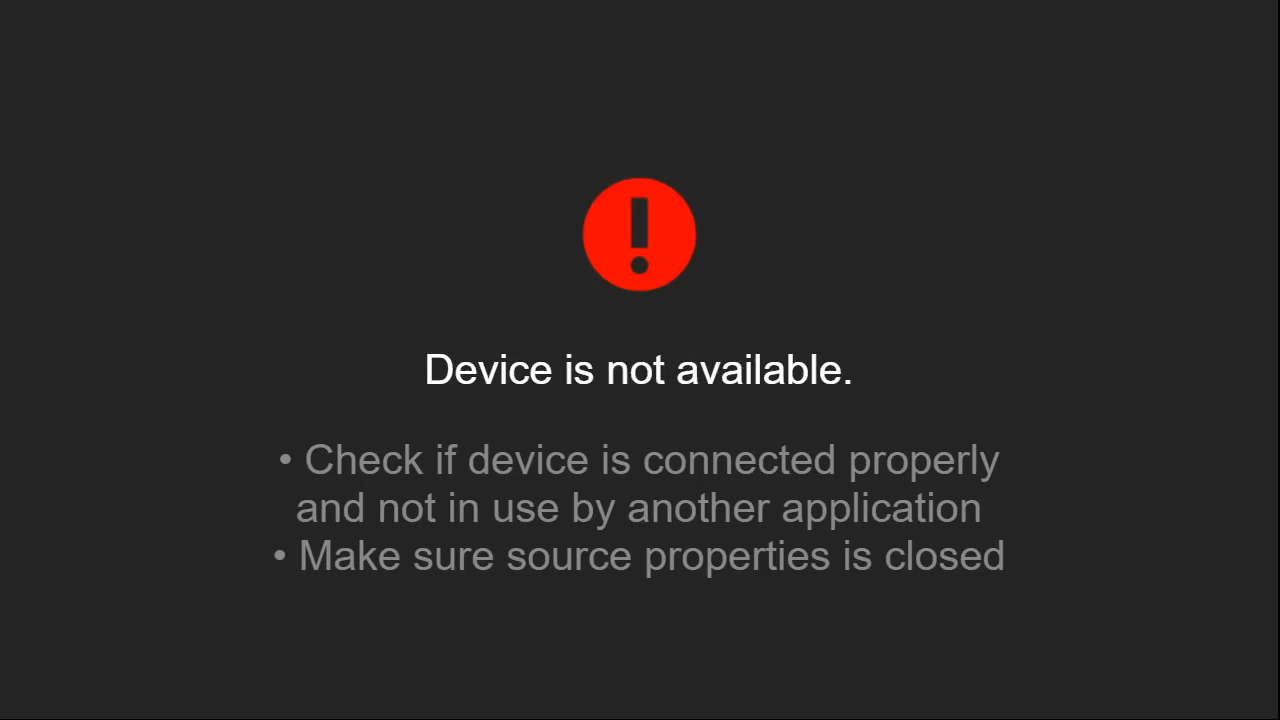 Device is not available.
• Check if device is connected properly
and not in use by another application
• Make sure source properties is closed